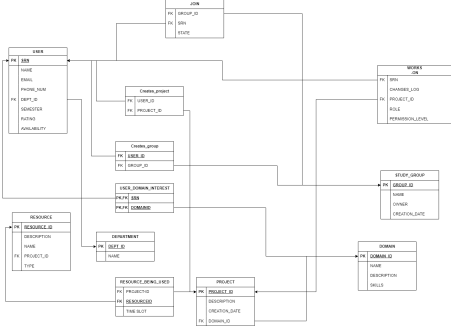 JOIN
FK GROUP_ID
FK SRN
STATE
USER
PK SRN
NAME
EMAIL
PHONE_NUM
FK DEPT_ID
SEMESTER
RATING
AVAILABILITY
WORKS_ON
FK SRN
CHANGES_LOG
FK PROJECT_ID
ROLE
PERMISSION_LEVEL
Creates_project
FK USER_ID
FK PROJECT_ID
Creates_group
FK USER_ID
FK GROUP_ID
STUDY_GROUP
PK GROUP_ID
NAME
OWNER
CREATION_DATE
USER_DOMAIN_INTEREST
PK,FK SRN
PK,FK DOMAINID
RESOURCE
PK RESOURCE_ID
DESCRIPTION
NAME
FK PROJECT_ID
TYPE
DEPARTMENT
PK DEPT_ID
NAME
DOMAIN
PK DOMAIN_ID
NAME
DESCRIPTION
SKILLS
RESOURCE_BEING_USED
FK PROJECT-ID
FK RESOURCEID
TIME SLOT
PROJECT
PK PROJECT_ID
DESCRIPTION
CREATION_DATE
FK DOMAIN_ID